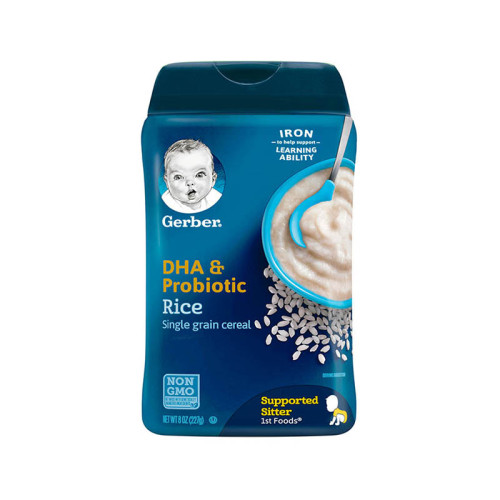 IRON
— to help support —
LEARNING
ABILITY
Gerber®
DHA &
Probiotic
Rice
Single grain cereal
NON
GMO
Supported
Sitter
1st Foods®
NET WT 8 OZ (227g)